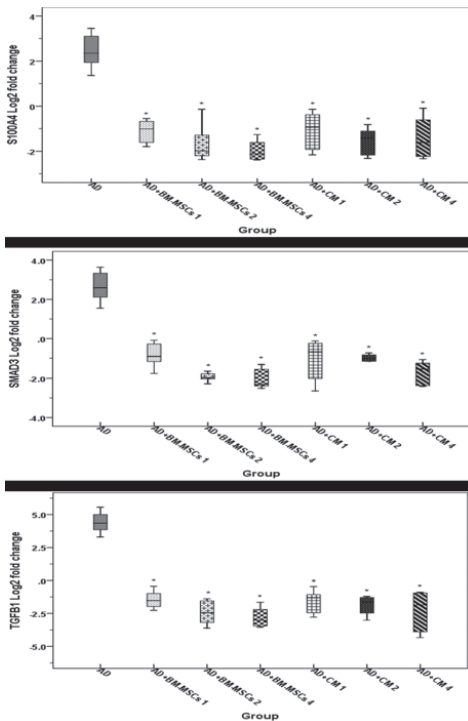 S100A4 Log2 fold change
4
2
0
-2
* * * * * *
AD AD+BM.MSCs 1 AD+BM.MSCs 2 AD+BM.MSCs 4 AD+CM 1 AD+CM 2 AD+CM 4
Group
SMAD3 Log2 fold change
4.0
2.0
.0
-2.0
-4.0
* * * * * *
AD AD+BM.MSCs 1 AD+BM.MSCs 2 AD+BM.MSCs 4 AD+CM 1 AD+CM 2 AD+CM 4
Group
TGFB1 Log2 fold change
5.0
2.5
.0
-2.5
-5.0
* * * * * *
AD AD+BM.MSCs 1 AD+BM.MSCs 2 AD+BM.MSCs 4 AD+CM 1 AD+CM 2 AD+CM 4
Group